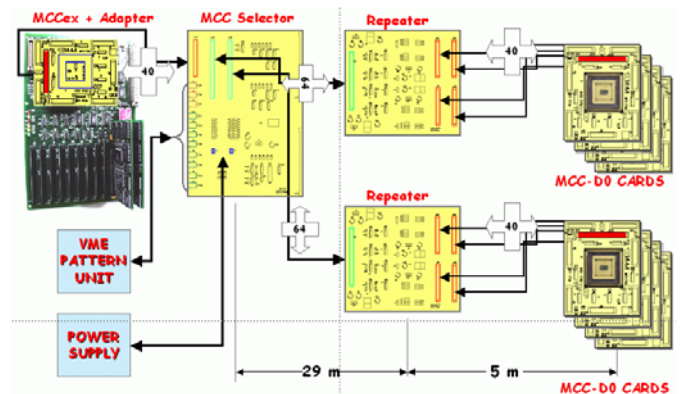 MCCex + Adapter
MCC Selector
Repeater
40
64
40
MCC-D0 CARDS
Repeater
64
40
VME
PATTERN
UNIT
POWER
SUPPLY
29 m
5 m
MCC-D0 CARDS